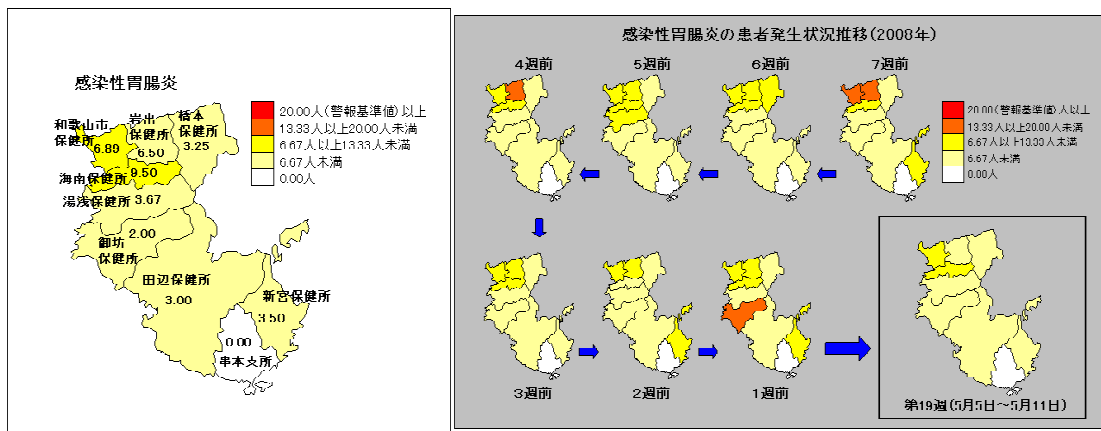 感染性胃腸炎
20.00人(警報基準値)以上
13.33人以上20.00人未満
6.67人以上13.33人未満
6.67人未満
0.00人
和歌山市
保健所
6.89
岩出
保健所
6.50
橋本
保健所
3.25
海南保健所
9.50
湯浅保健所
3.67
御坊
保健所
2.00
田辺保健所
3.00
新宮保健所
3.50
0.00
串本支所
感染性胃腸炎の患者発生状況推移(2008年)
4週前
5週前
6週前
7週前
20.00(警報基準値)人以上
13.33人以上20.00人未満
6.67人以上13.33人未満
6.67人未満
0.00人
3週前
2週前
1週前
第19週(5月5日～5月11日)